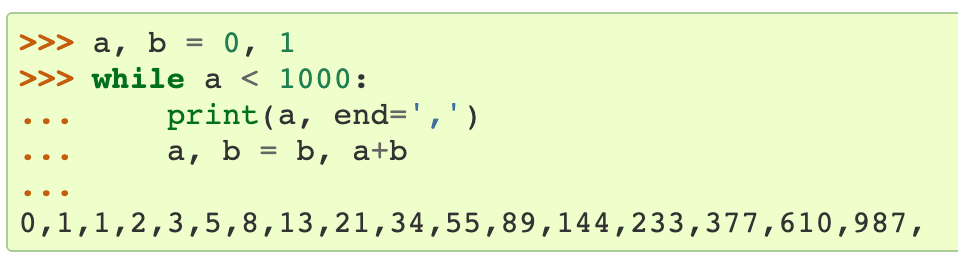 >>> a, b = 0, 1
>>> while a < 1000:
...     print(a, end=',')
...     a, b = b, a+b
...
0,1,1,2,3,5,8,13,21,34,55,89,144,233,377,610,987,